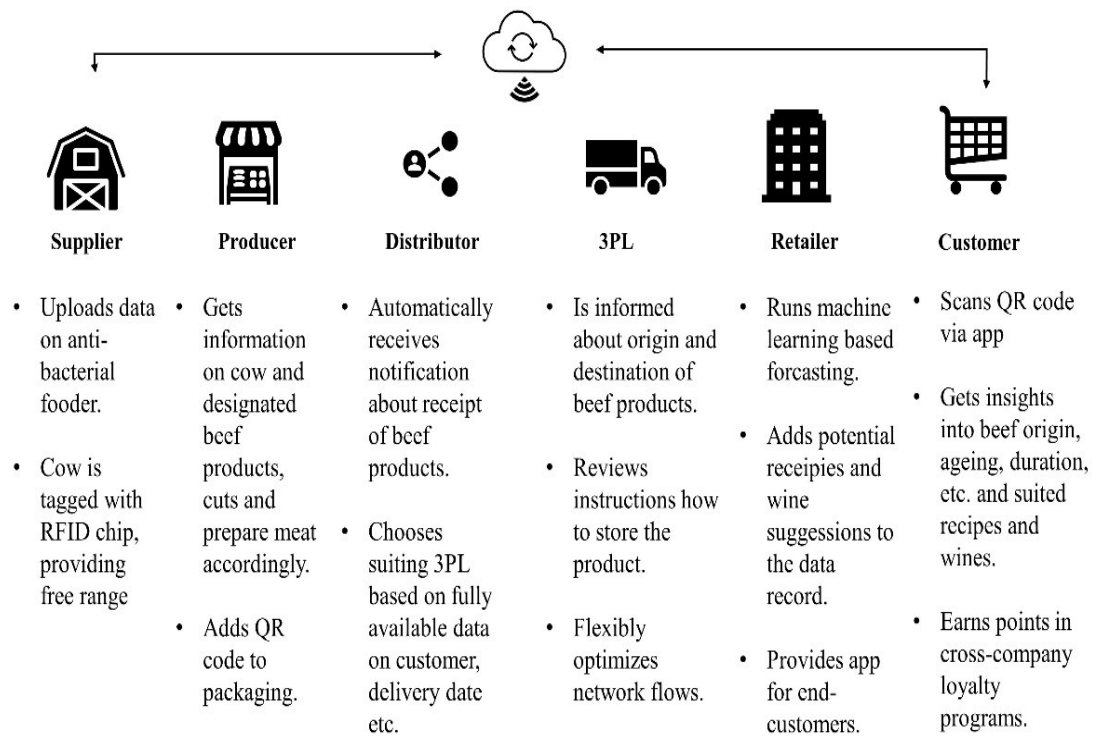 Supplier
Producer
Distributor
3PL
Retailer
Customer
• Uploads data
on anti-
bacterial
fooder.
• Cow is
tagged with
RFID chip,
providing
free range
• Gets
information
on cow and
designated
beef
products,
cuts and
prepare meat
accordingly.
• Adds QR
code to
packaging.
• Automatically
receives
notification
about receipt
of beef
products.
• Chooses
suiting 3PL
based on fully
available data
on customer,
delivery date
etc.
• Is informed
about origin and
destination of
beef products.
• Reviews
instructions how
to store the
product.
• Flexibly
optimizes
network flows.
• Runs machine
learning based
forcasting.
• Adds potential
receipies and
wine
suggessions to
the data
record.
• Provides app
for end-
customers.
• Scans QR code
via app
• Gets insights
into beef origin,
ageing, duration,
etc. and suited
recipes and
wines.
• Earns points in
cross-company
loyalty
programs.